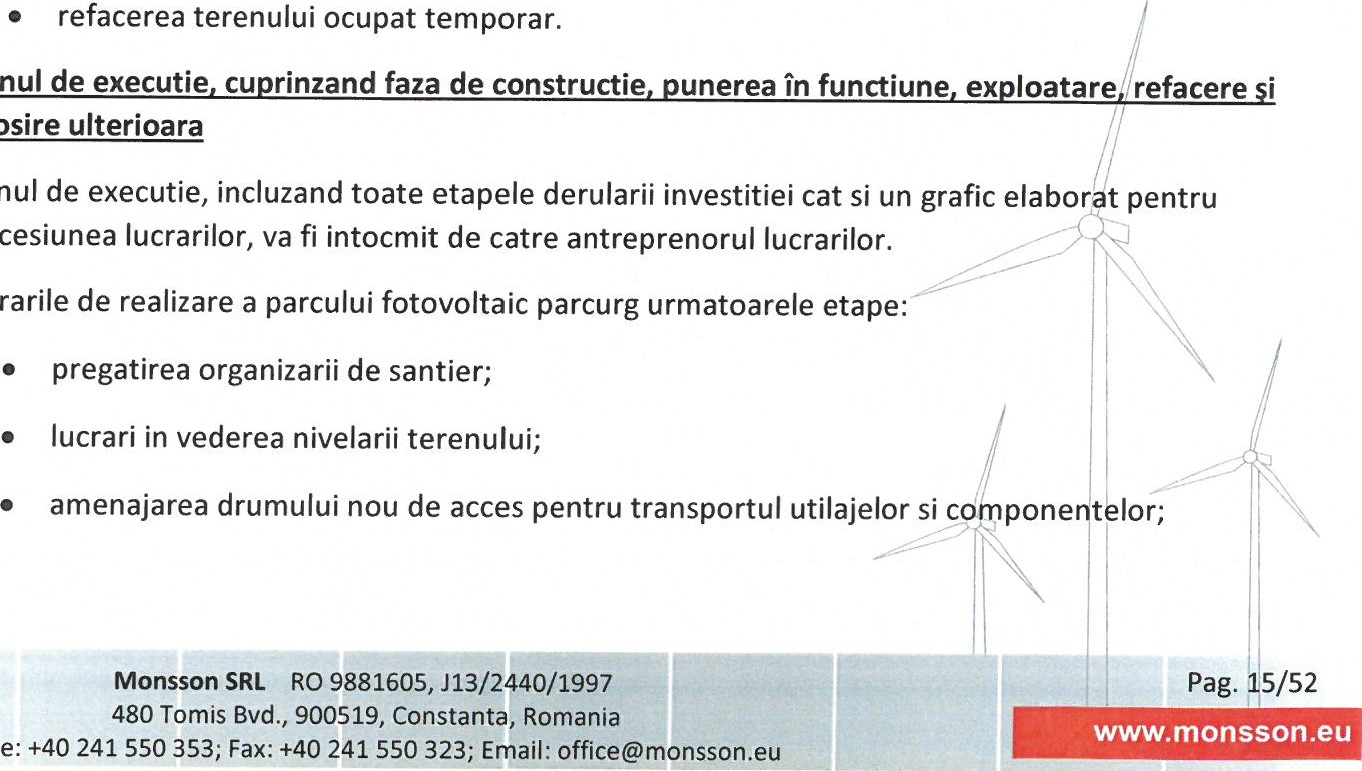 • refacerea terenului ocupat temporar.
nul de executie, cuprinzand faza de constructie, punerea în functiune, exploatare, refacere și
osire ulterioara
nul de executie, incluzand toate etapele derularii investitiei cat si un grafic elaborat pentru
cesiunea lucrarilor, va fi intocmit de catre antreprenorul lucrarilor.
rarile de realizare a parcului fotovoltaic parcurg urmatoarele etape:
• pregatirea organizarii de santier;
• lucrari in vederea nivelarii terenului;
• amenajarea drumului nou de acces pentru transportul utilajelor si componentelor;
Monsson SRL RO 9881605, J13/2440/1997
Pag. 15/52
480 Tomis Bvd., 900519, Constanta, Romania
www.monsson.eu
e: +40 241 550 353; Fax: +40 241 550 323; Email: office@monsson.eu